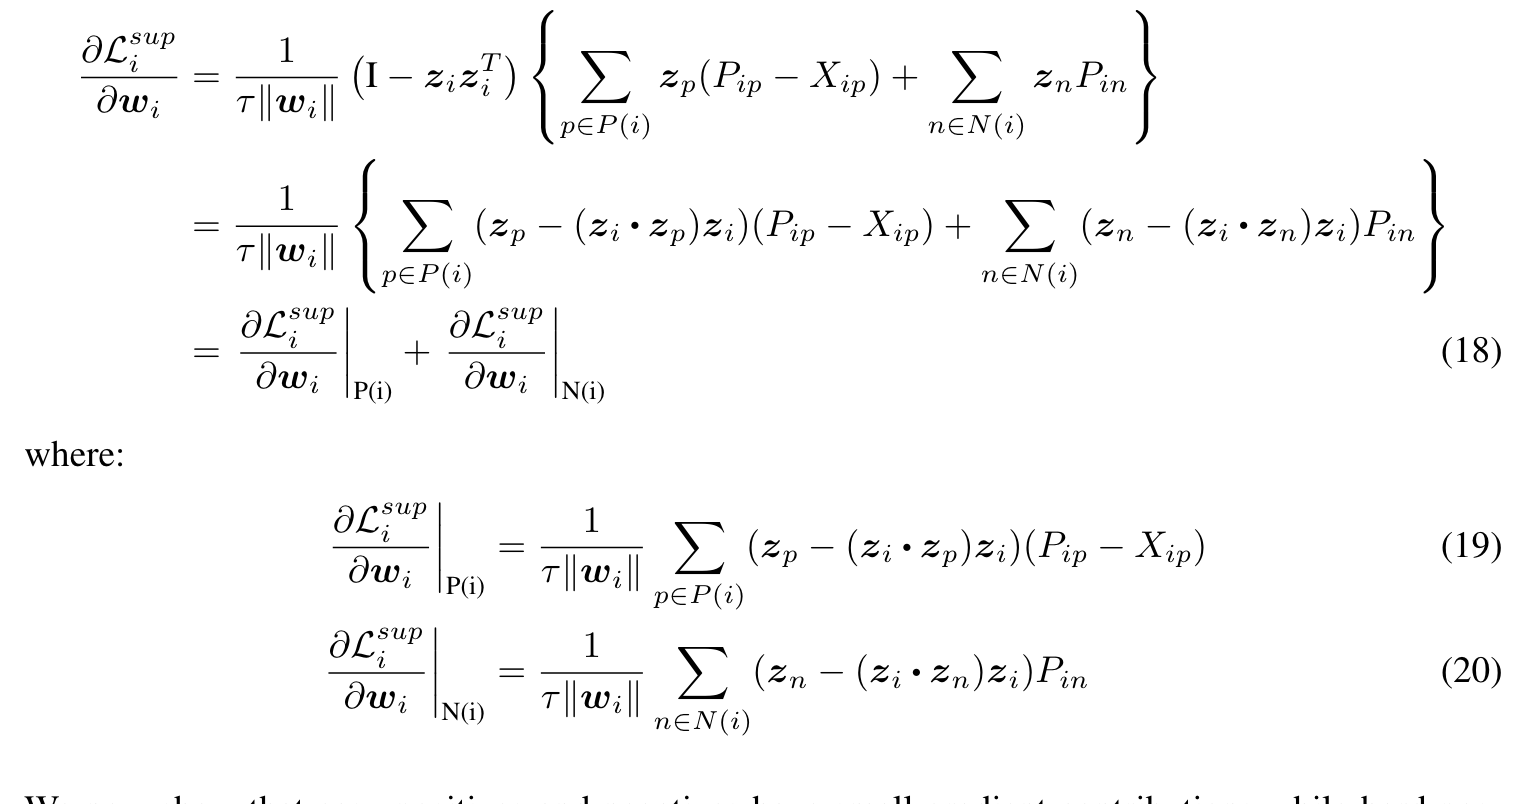 ∂ℒ_i^{sup}/∂𝒘_i = 1/(τ‖𝒘_i‖) (I − 𝒛_i𝒛_i^T) { ∑_{p∈P(i)} 𝒛_p(P_{ip} − X_{ip}) + ∑_{n∈N(i)} 𝒛_n P_{in} }
= 1/(τ‖𝒘_i‖) { ∑_{p∈P(i)} (𝒛_p − (𝒛_i • 𝒛_p)𝒛_i)(P_{ip} − X_{ip}) + ∑_{n∈N(i)} (𝒛_n − (𝒛_i • 𝒛_n)𝒛_i)P_{in} }
= ∂ℒ_i^{sup}/∂𝒘_i |_{P(i)} + ∂ℒ_i^{sup}/∂𝒘_i |_{N(i)} (18)
where:
∂ℒ_i^{sup}/∂𝒘_i |_{P(i)} = 1/(τ‖𝒘_i‖) ∑_{p∈P(i)} (𝒛_p − (𝒛_i • 𝒛_p)𝒛_i)(P_{ip} − X_{ip}) (19)
∂ℒ_i^{sup}/∂𝒘_i |_{N(i)} = 1/(τ‖𝒘_i‖) ∑_{n∈N(i)} (𝒛_n − (𝒛_i • 𝒛_n)𝒛_i)P_{in} (20)